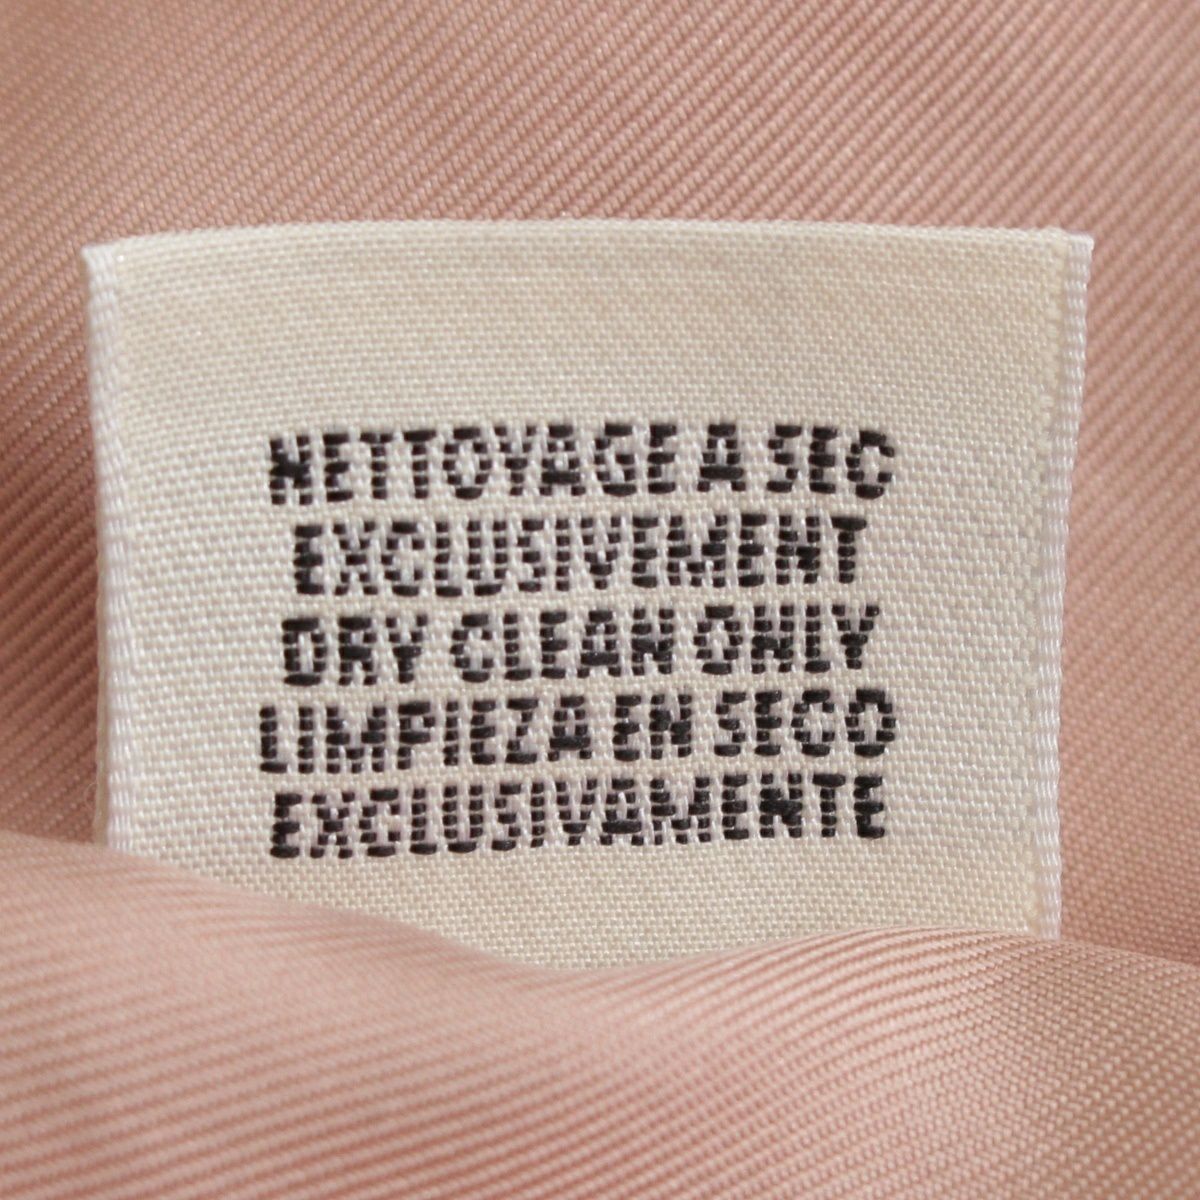 NETTOYAGE A SEC
EXCLUSIVEMENT
DRY CLEAN ONLY
LIMPIEZA EN SECO
EXCLUSIVAMENTE